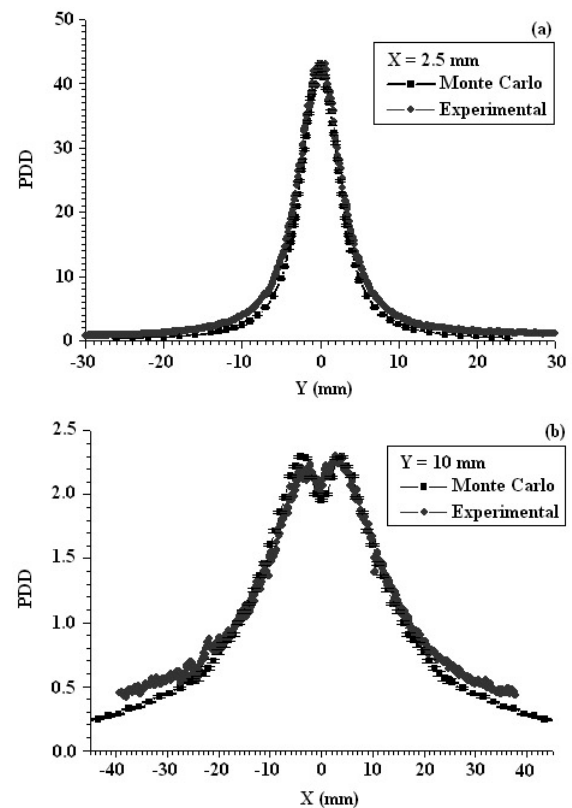 (a)
50
40
30
20
10
0
PDD
X = 2.5 mm
Monte Carlo
Experimental
-30 -20 -10 0 10 20 30
Y (mm)
(b)
2.5
2.0
1.5
1.0
0.5
0.0
PDD
Y = 10 mm
Monte Carlo
Experimental
-40 -30 -20 -10 0 10 20 30 40
X (mm)